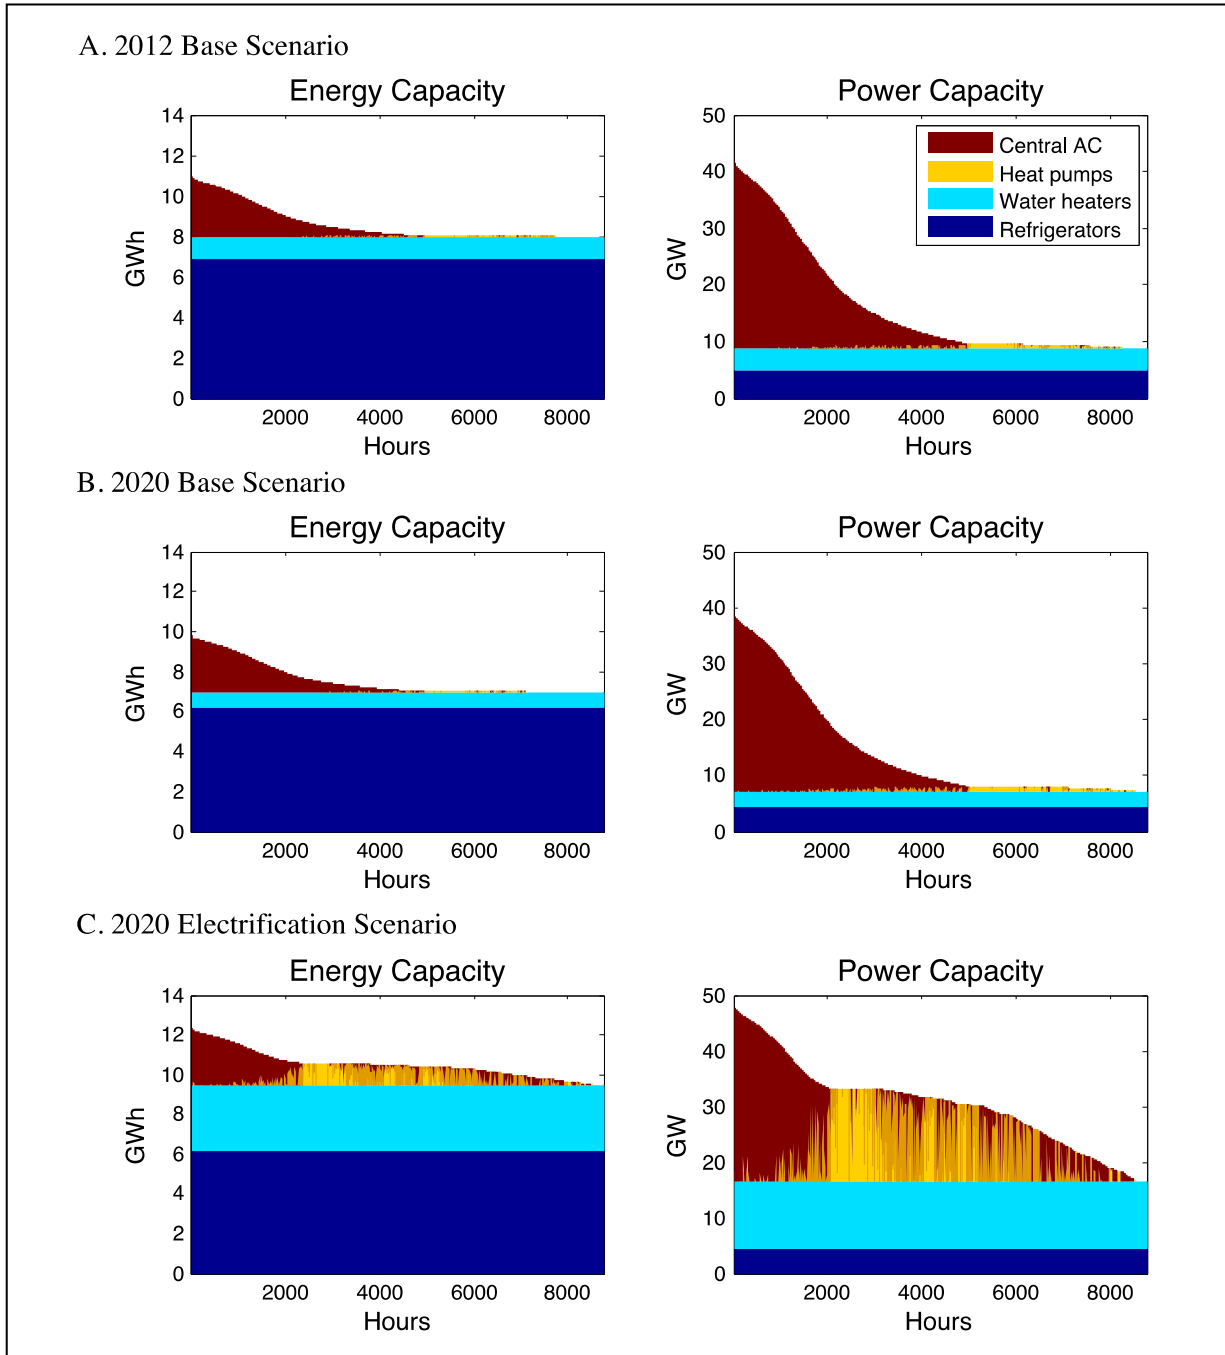 A. 2012 Base Scenario
Energy Capacity
14
12
10
8
6
4
2
0
GWh
2000 4000 6000 8000
Hours
Power Capacity
50
40
30
20
10
0
GW
Central AC
Heat pumps
Water heaters
Refrigerators
2000 4000 6000 8000
Hours
B. 2020 Base Scenario
Energy Capacity
14
12
10
8
6
4
2
0
GWh
2000 4000 6000 8000
Hours
Power Capacity
50
40
30
20
10
0
GW
2000 4000 6000 8000
Hours
C. 2020 Electrification Scenario
Energy Capacity
14
12
10
8
6
4
2
0
GWh
2000 4000 6000 8000
Hours
Power Capacity
50
40
30
20
10
0
GW
2000 4000 6000 8000
Hours